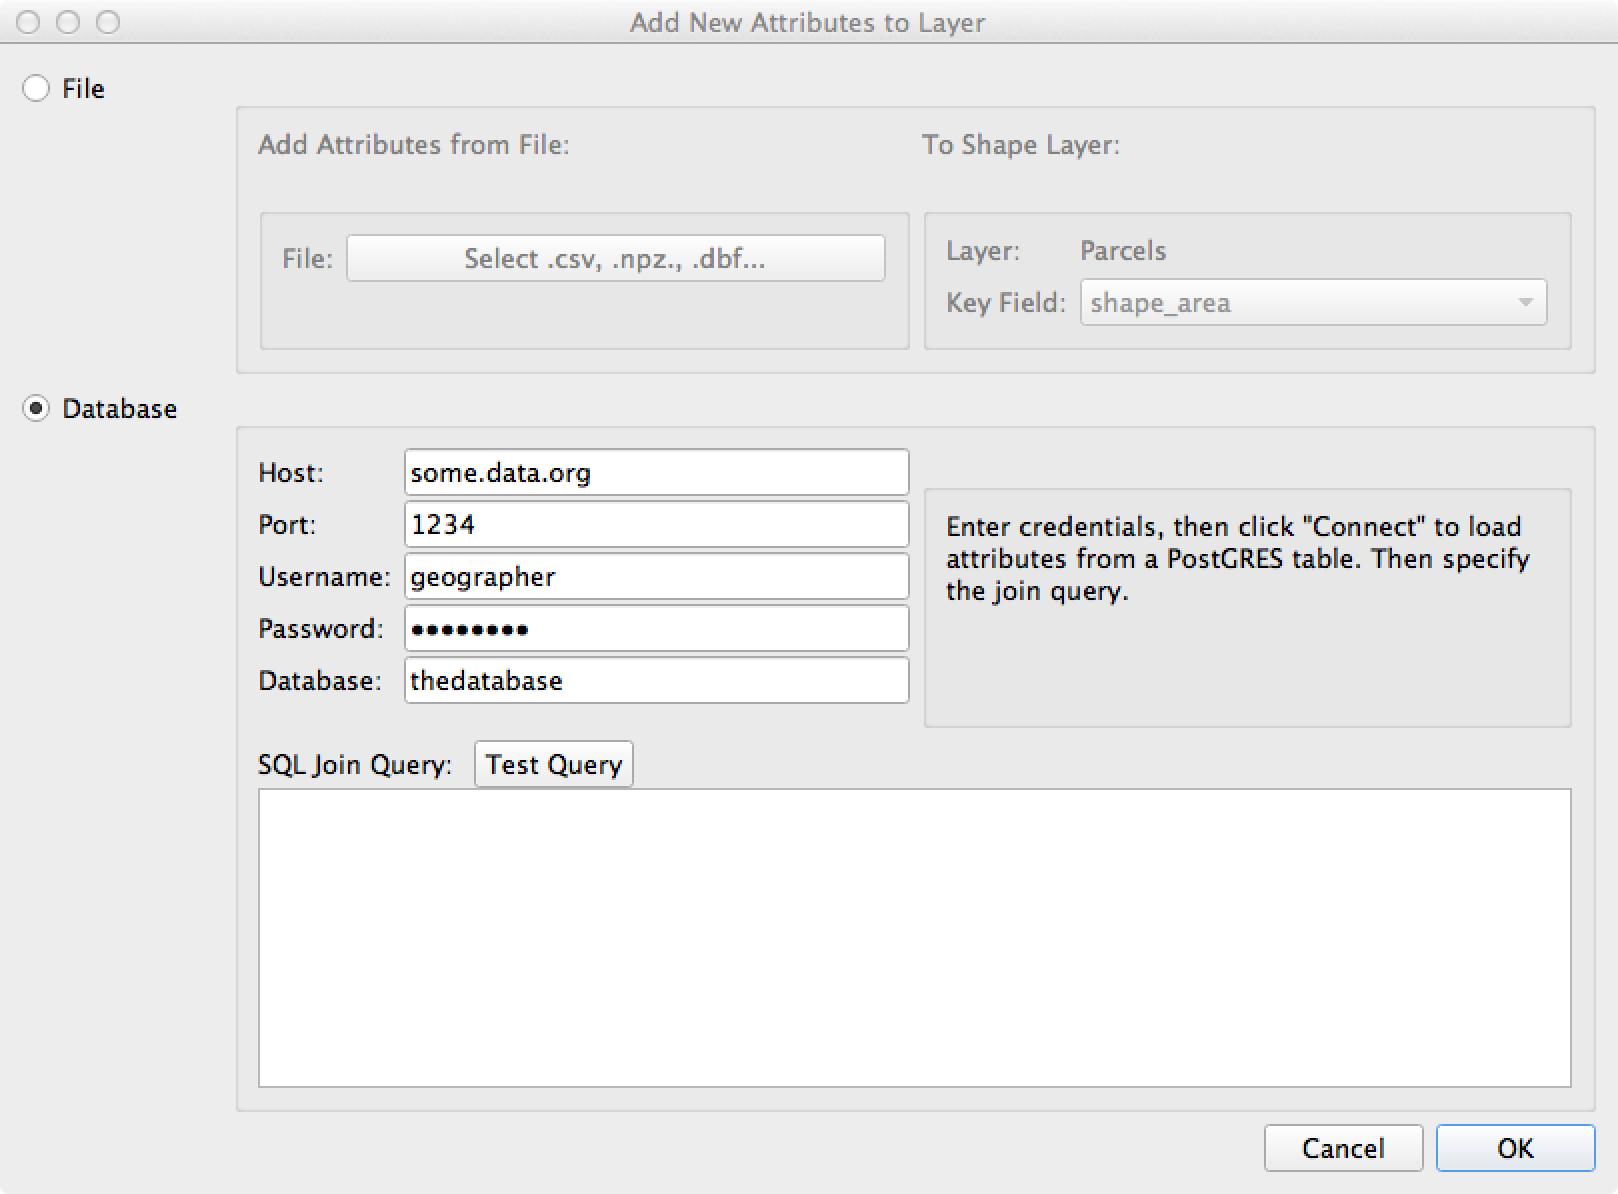 Add New Attributes to Layer
File
Add Attributes from File:
To Shape Layer:
File:
Select .csv, .npz., .dbf...
Layer: Parcels
Key Field: shape_area
Database
Host: some.data.org
Port: 1234
Username: geographer
Password: ••••••••
Database: thedatabase
Enter credentials, then click "Connect" to load
attributes from a PostGRES table. Then specify
the join query.
SQL Join Query: Test Query
Cancel OK